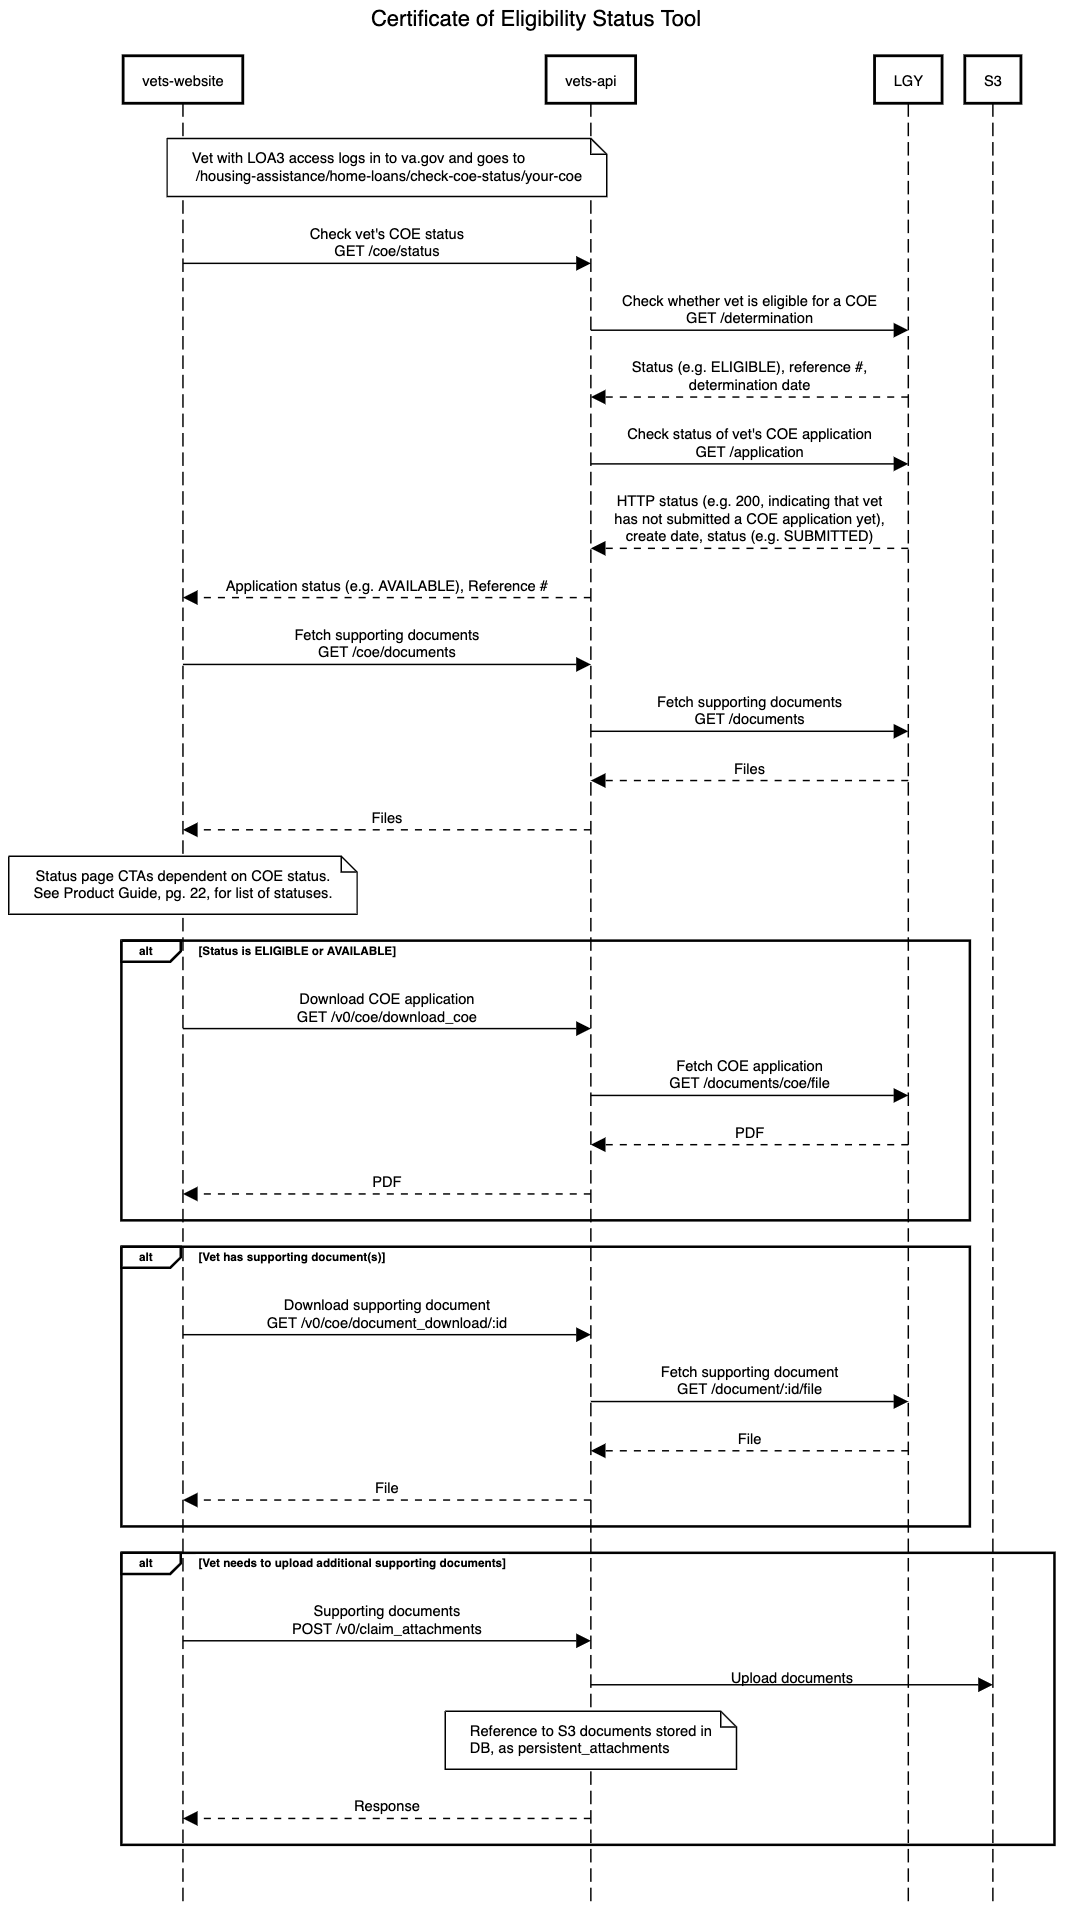 Certificate of Eligibility Status Tool
vets-website
vets-api
LGY
S3
Vet with LOA3 access logs in to va.gov and goes to
/housing-assistance/home-loans/check-coe-status/your-coe
Check vet's COE status
GET /coe/status
Check whether vet is eligible for a COE
GET /determination
Status (e.g. ELIGIBLE), reference #,
determination date
Check status of vet's COE application
GET /application
HTTP status (e.g. 200, indicating that vet
has not submitted a COE application yet),
create date, status (e.g. SUBMITTED)
Application status (e.g. AVAILABLE), Reference #
Fetch supporting documents
GET /coe/documents
Fetch supporting documents
GET /documents
Files
Files
Status page CTAs dependent on COE status.
See Product Guide, pg. 22, for list of statuses.
alt [Status is ELIGIBLE or AVAILABLE]
Download COE application
GET /v0/coe/download_coe
Fetch COE application
GET /documents/coe/file
PDF
PDF
alt [Vet has supporting document(s)]
Download supporting document
GET /v0/coe/document_download/:id
Fetch supporting document
GET /document/:id/file
File
File
alt [Vet needs to upload additional supporting documents]
Supporting documents
POST /v0/claim_attachments
Upload documents
Reference to S3 documents stored in
DB, as persistent_attachments
Response